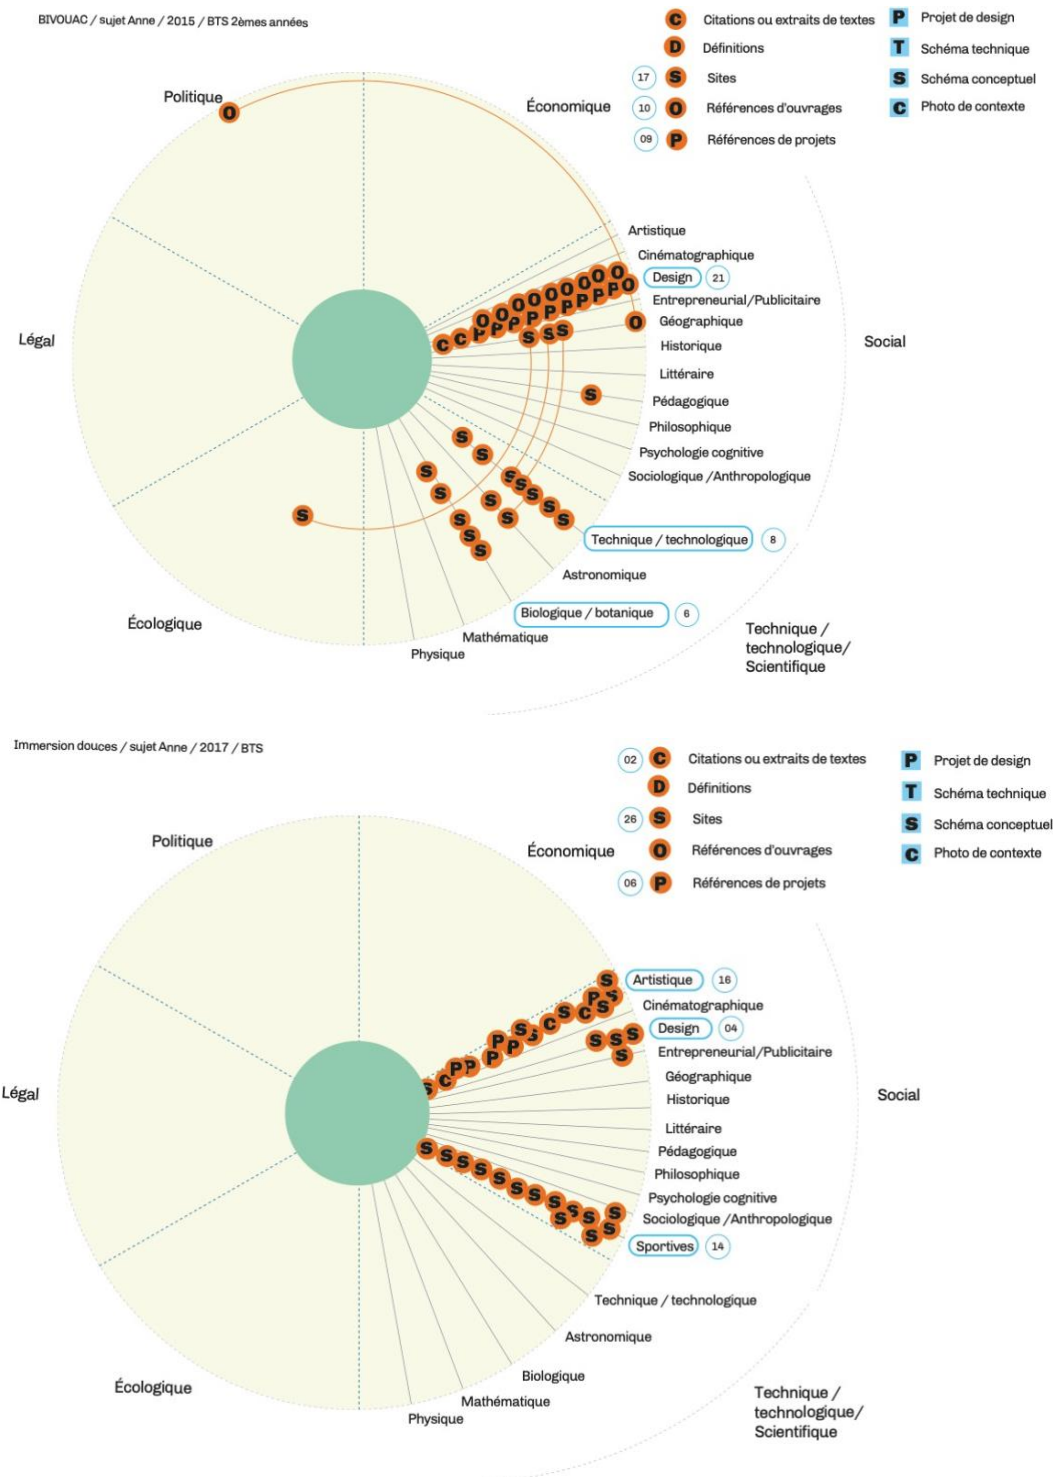 BIVOUAC / sujet Anne / 2015 / BTS 2èmes années
C Citations ou extraits de textes
D Définitions
17 S Sites
10 O Références d'ouvrages
09 P Références de projets
P Projet de design
T Schéma technique
S Schéma conceptuel
C Photo de contexte
Politique
O
Économique
Artistique
Cinématographique
Design 21
Entrepreneurial/Publicitaire
Géographique
Historique
Littéraire
Pédagogique
Philosophique
Psychologie cognitive
Sociologique /Anthropologique
Social
Légal
Technique / technologique 8
Astronomique
Biologique / botanique 6
Mathématique
Physique
Écologique
Technique /
technologique/
Scientifique
Immersion douces / sujet Anne / 2017 / BTS
02 C Citations ou extraits de textes
D Définitions
26 S Sites
O Références d'ouvrages
06 P Références de projets
P Projet de design
T Schéma technique
S Schéma conceptuel
C Photo de contexte
Politique
Économique
Artistique 16
Cinématographique
Design 04
Entrepreneurial/Publicitaire
Géographique
Historique
Littéraire
Pédagogique
Philosophique
Psychologie cognitive
Sociologique /Anthropologique
Sportives 14
Social
Légal
Technique / technologique
Astronomique
Biologique
Mathématique
Physique
Écologique
Technique /
technologique/
Scientifique